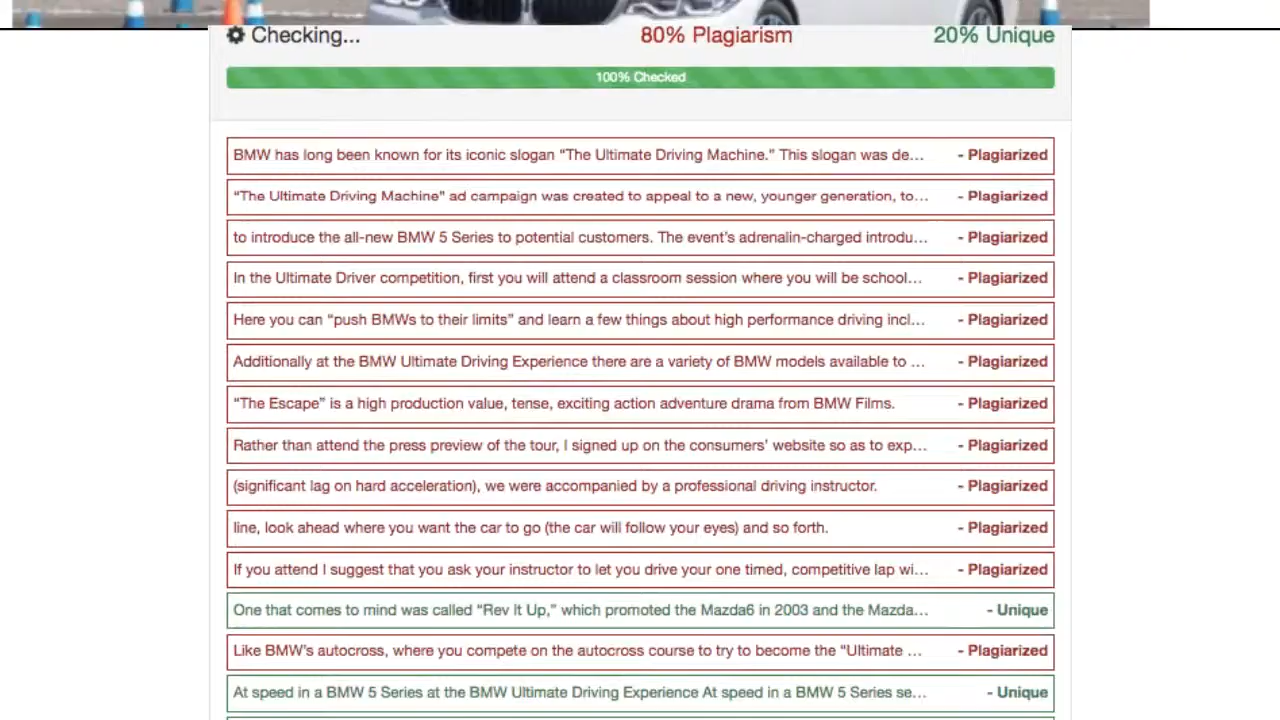 Checking...
80% Plagiarism
20% Unique
100% Checked
BMW has long been known for its iconic slogan “The Ultimate Driving Machine.” This slogan was de... - Plagiarized
“The Ultimate Driving Machine” ad campaign was created to appeal to a new, younger generation, to... - Plagiarized
to introduce the all-new BMW 5 Series to potential customers. The event’s adrenalin-charged introdu... - Plagiarized
In the Ultimate Driver competition, first you will attend a classroom session where you will be school... - Plagiarized
Here you can “push BMWs to their limits” and learn a few things about high performance driving incl... - Plagiarized
Additionally at the BMW Ultimate Driving Experience there are a variety of BMW models available to ... - Plagiarized
“The Escape” is a high production value, tense, exciting action adventure drama from BMW Films. - Plagiarized
Rather than attend the press preview of the tour, I signed up on the consumers’ website so as to exp... - Plagiarized
(significant lag on hard acceleration), we were accompanied by a professional driving instructor. - Plagiarized
line, look ahead where you want the car to go (the car will follow your eyes) and so forth. - Plagiarized
If you attend I suggest that you ask your instructor to let you drive your one timed, competitive lap wi... - Plagiarized
One that comes to mind was called “Rev It Up,” which promoted the Mazda6 in 2003 and the Mazda... - Unique
Like BMW’s autocross, where you compete on the autocross course to try to become the “Ultimate ... - Plagiarized
At speed in a BMW 5 Series at the BMW Ultimate Driving Experience At speed in a BMW 5 Series se... - Unique